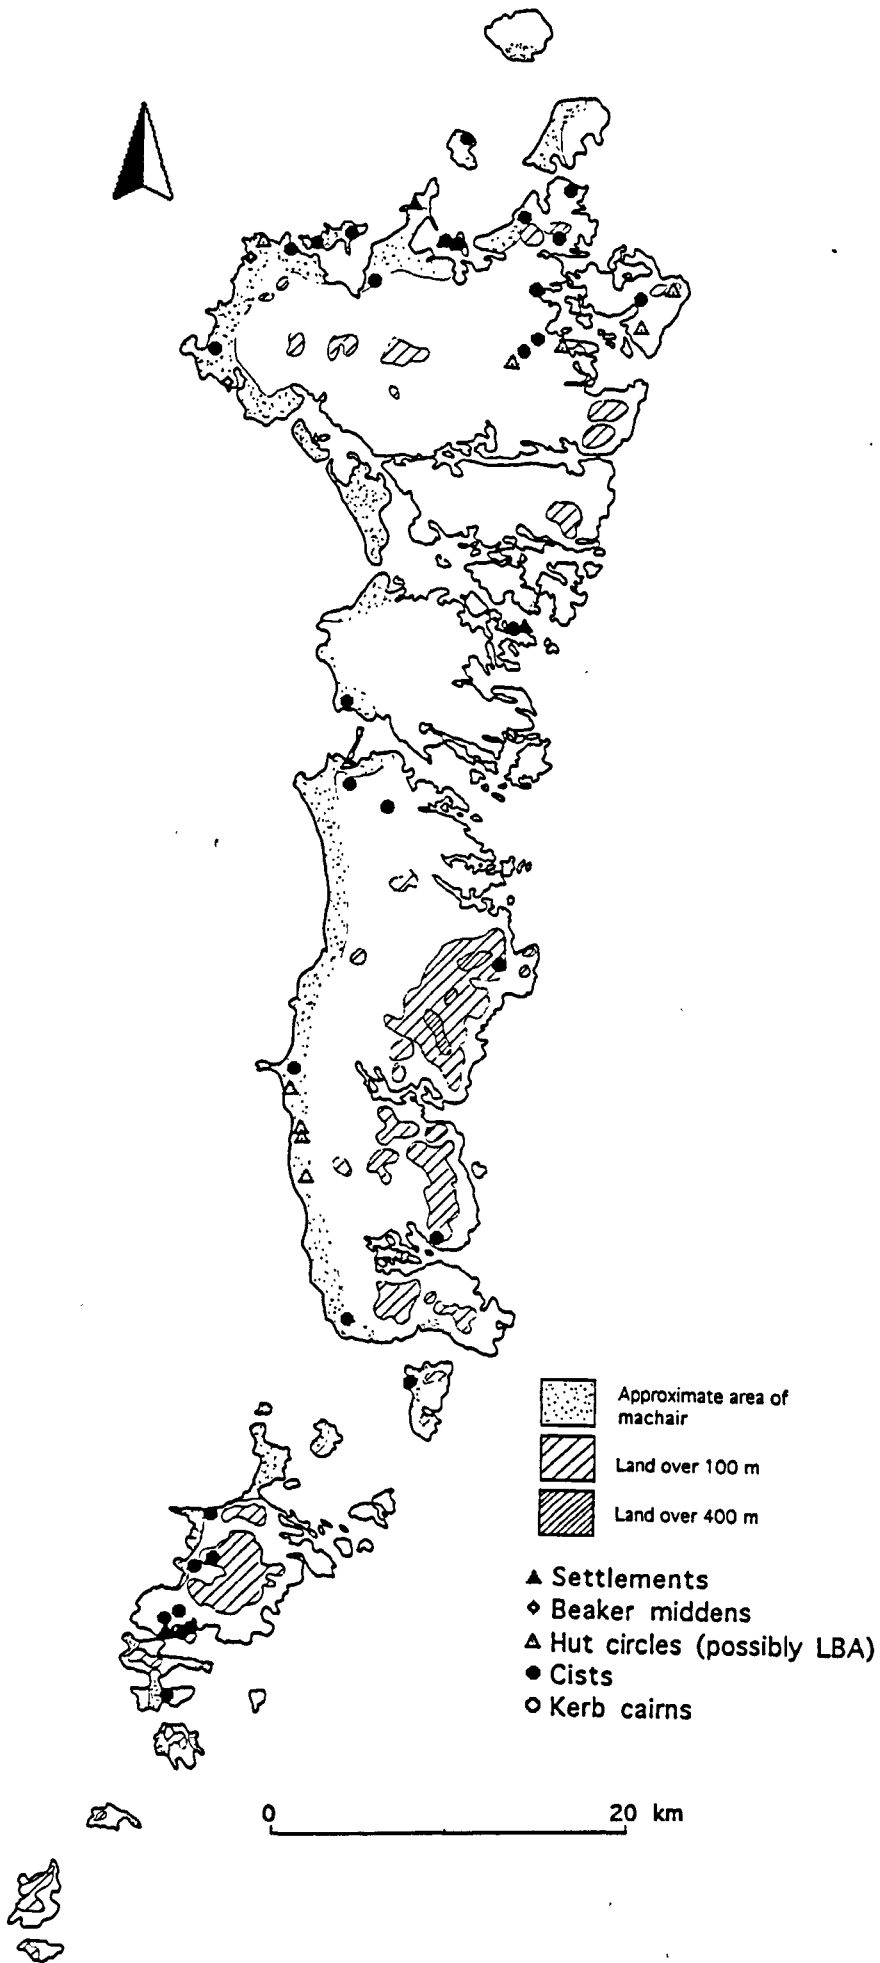 Approximate area of
machair
Land over 100 m
Land over 400 m
Settlements
Beaker middens
Hut circles (possibly LBA)
Cists
Kerb cairns
0 20 km